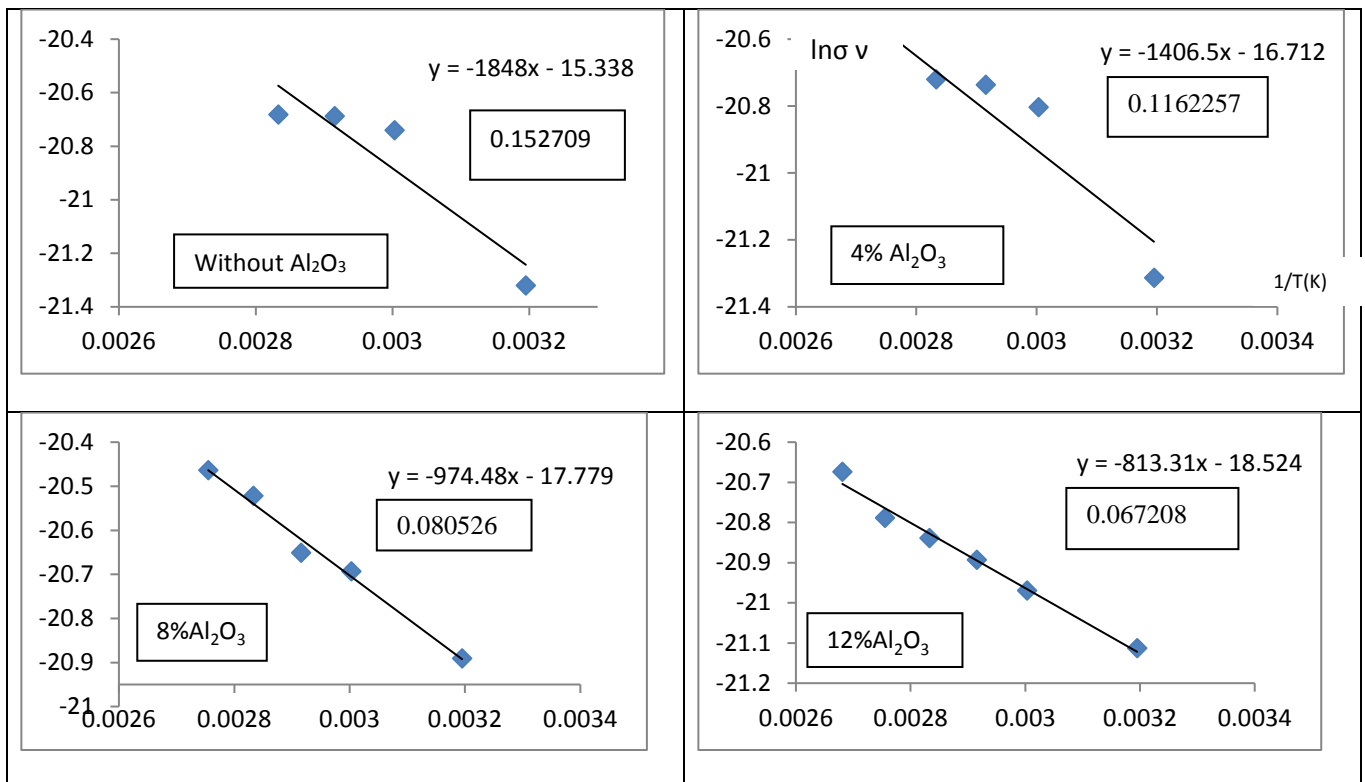 -20.4
-20.6
-20.8
-21
-21.2
-21.4
0.0026 0.0028 0.003 0.0032
y = -1848x - 15.338
0.152709
Without Al₂O₃
-20.6
-20.8
-21
-21.2
-21.4
0.0026 0.0028 0.003 0.0032 0.0034
lnσ ν
y = -1406.5x - 16.712
0.1162257
4% Al₂O₃
1/T(K)
-20.4
-20.5
-20.6
-20.7
-20.8
-20.9
-21
0.0026 0.0028 0.003 0.0032 0.0034
y = -974.48x - 17.779
0.080526
8%Al₂O₃
-20.6
-20.7
-20.8
-20.9
-21
-21.1
-21.2
0.0026 0.0028 0.003 0.0032 0.0034
y = -813.31x - 18.524
0.067208
12%Al₂O₃